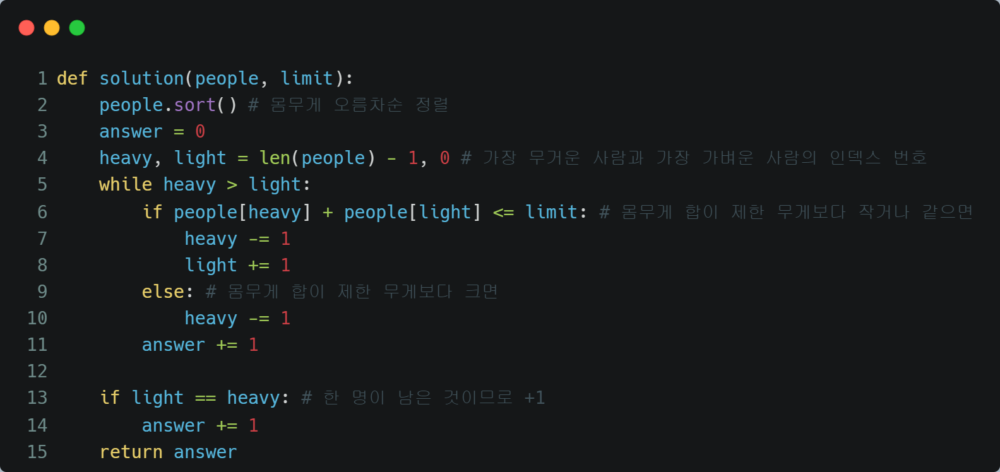 1 def solution(people, limit):
2     people.sort() # 몸무게 오름차순 정렬
3     answer = 0
4     heavy, light = len(people) - 1, 0 # 가장 무거운 사람과 가장 가벼운 사람의 인덱스 번호
5     while heavy > light:
6         if people[heavy] + people[light] <= limit: # 몸무게 합이 제한 무게보다 작거나 같으면
7             heavy -= 1
8             light += 1
9         else: # 몸무게 합이 제한 무게보다 크면
10             heavy -= 1
11         answer += 1
12
13     if light == heavy: # 한 명이 남은 것이므로 +1
14         answer += 1
15     return answer